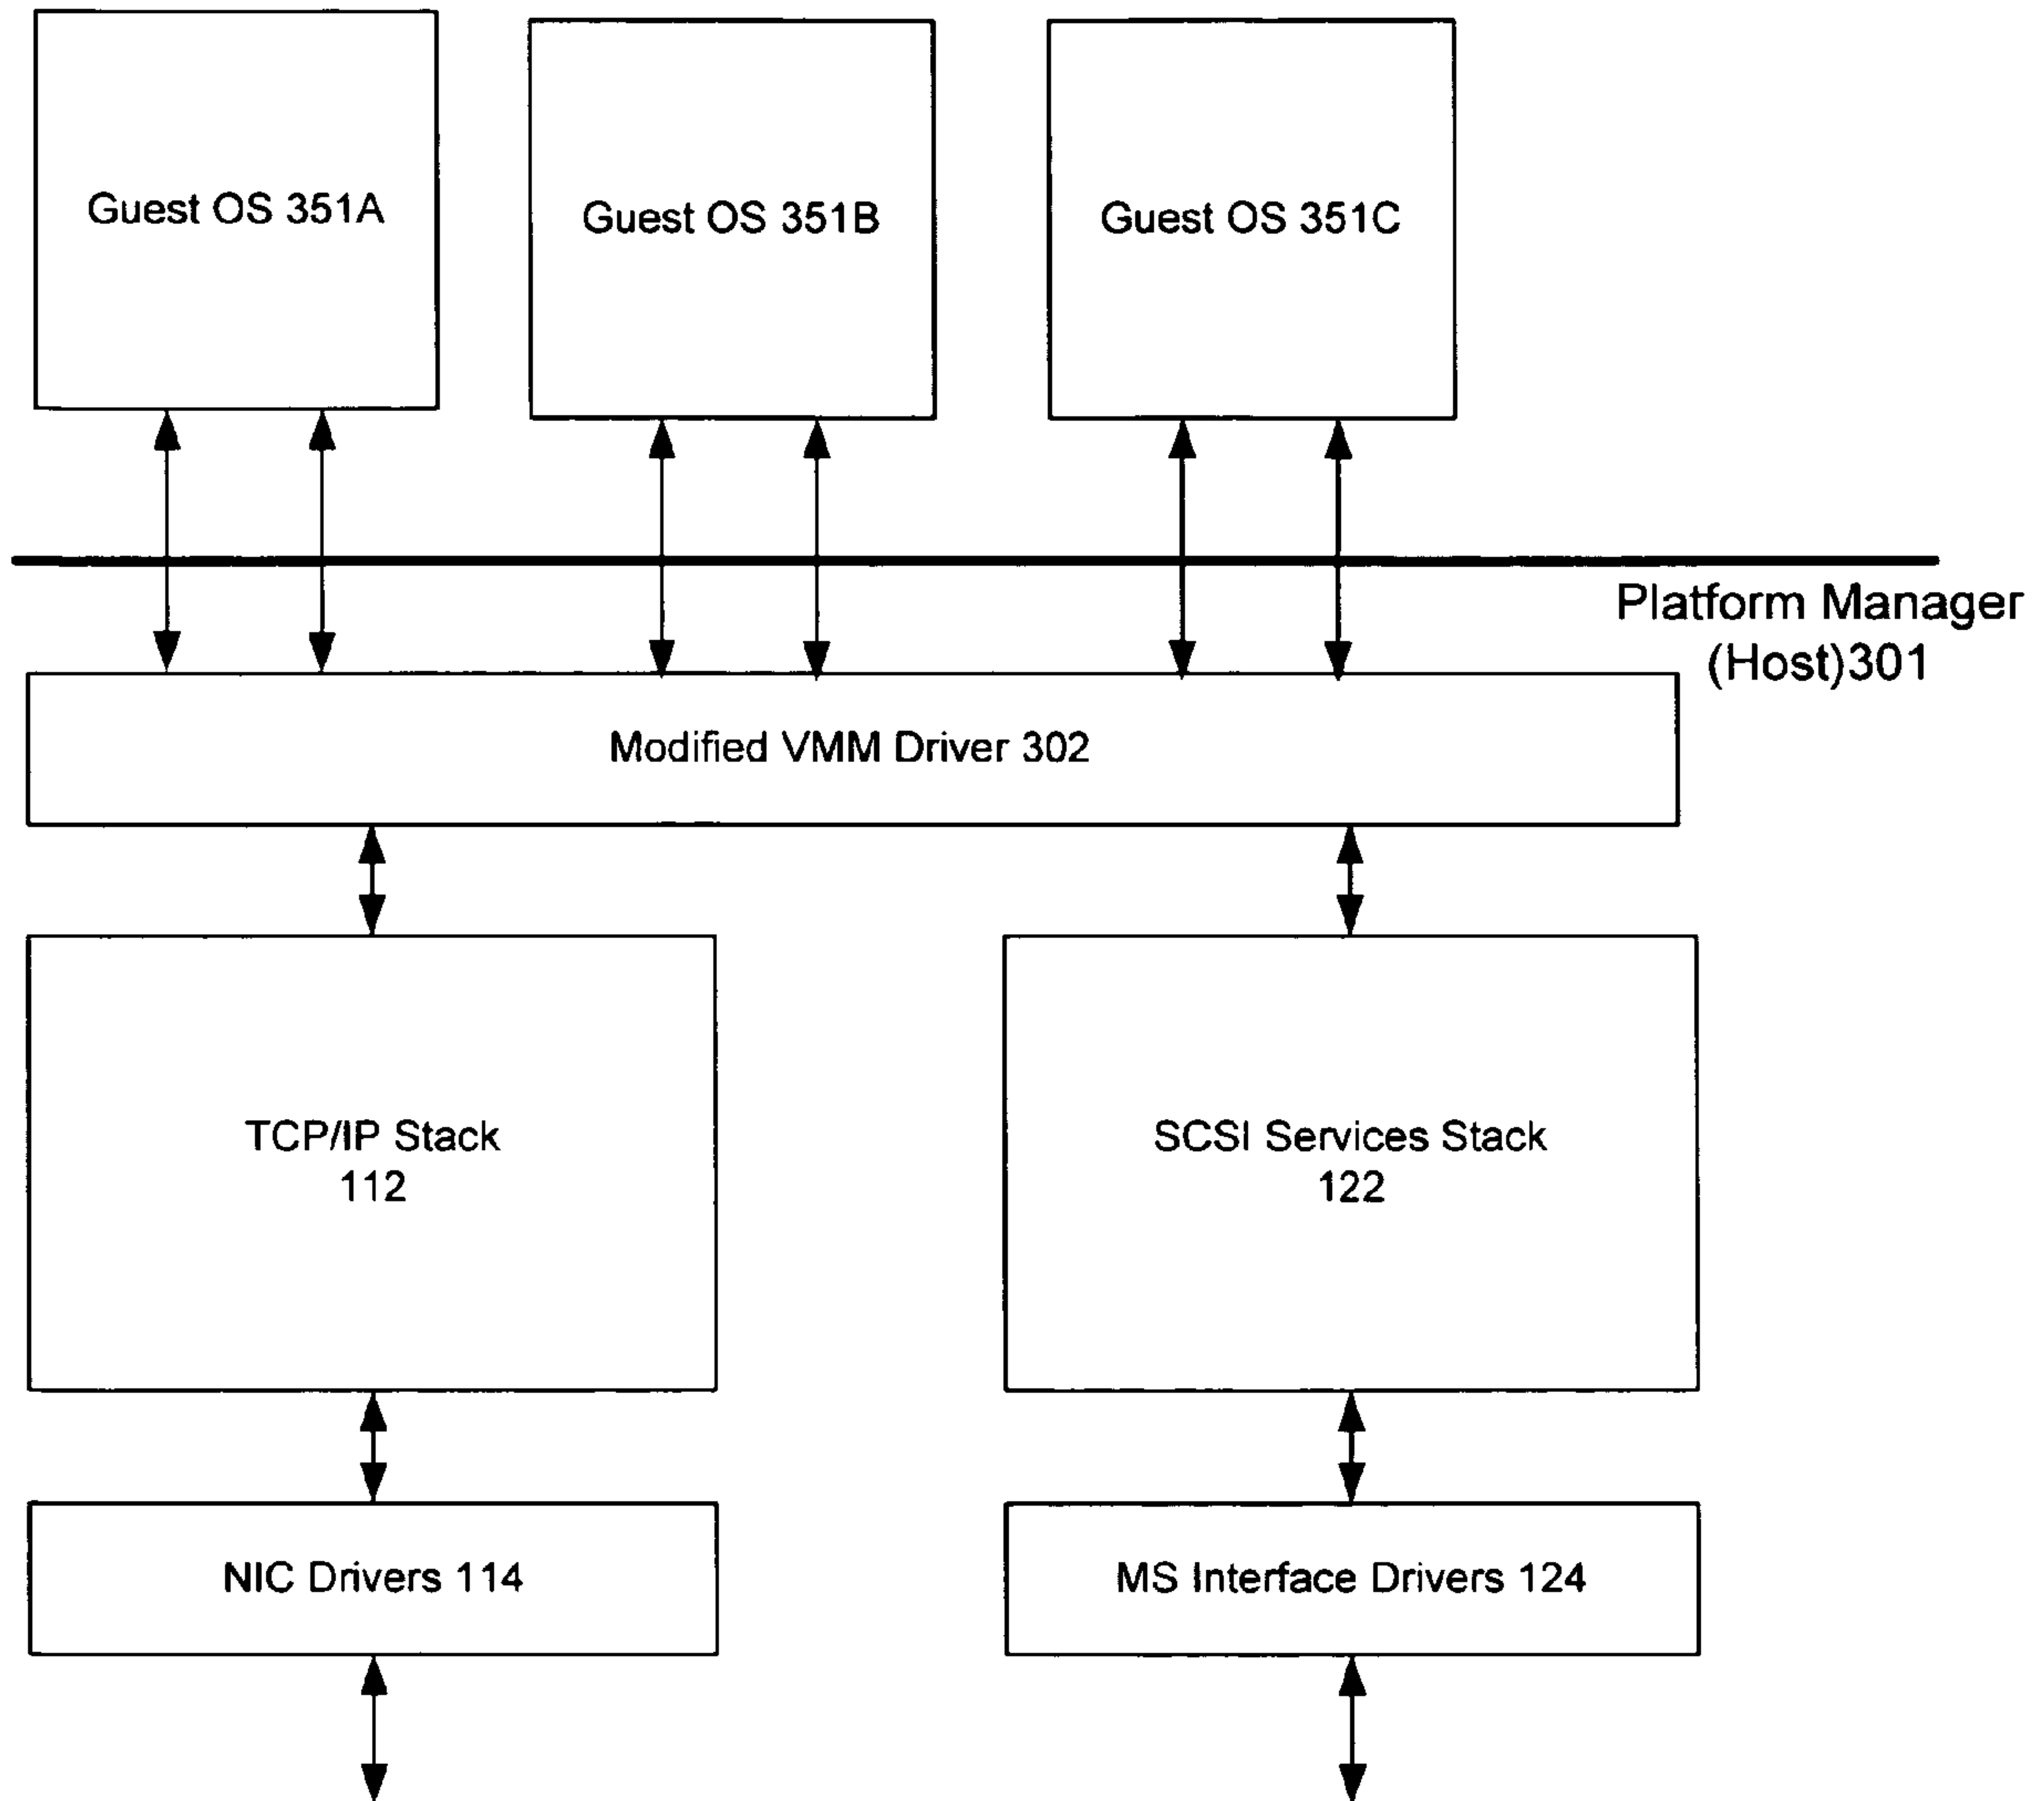 Guest OS 351A
Guest OS 351B
Guest OS 351C
Platform Manager
(Host)301
Modified VMM Driver 302
TCP/IP Stack
112
SCSI Services Stack
122
NIC Drivers 114
MS Interface Drivers 124